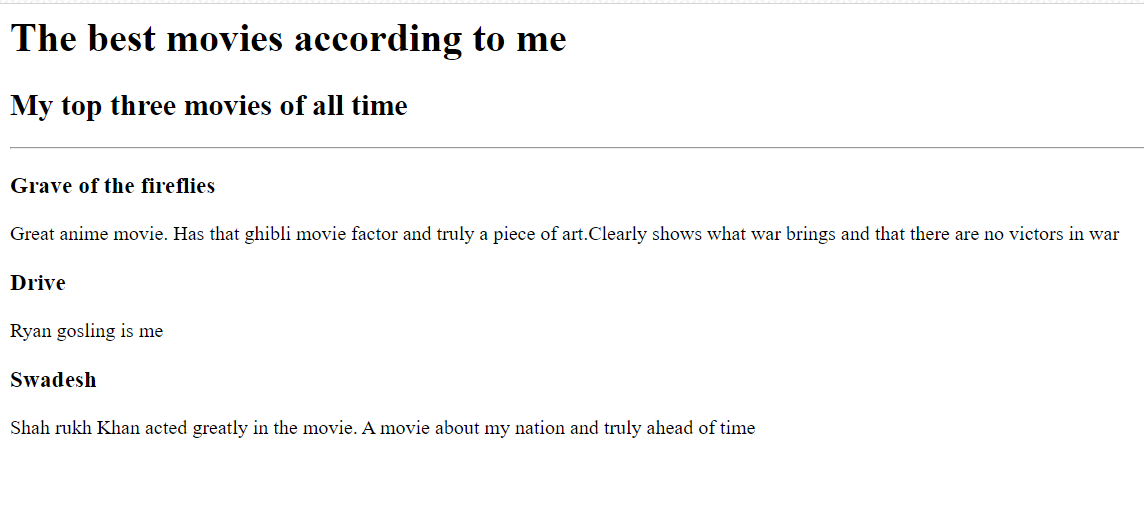 The best movies according to me
My top three movies of all time
Grave of the fireflies
Great anime movie. Has that ghibli movie factor and truly a piece of art.Clearly shows what war brings and that there are no victors in war
Drive
Ryan gosling is me
Swadesh
Shah rukh Khan acted greatly in the movie. A movie about my nation and truly ahead of time